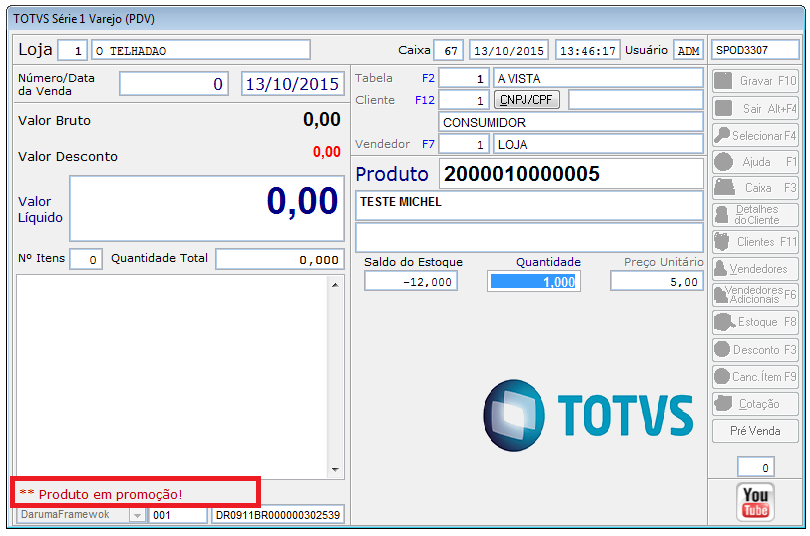 TOTVS Série 1 Varejo (PDV)
Loja 1 O TELHADAO Caixa 67 13/10/2015 13:46:17 Usuário ADM SPOD3307
Número/Data da Venda 0 13/10/2015
Valor Bruto 0,00
Valor Desconto 0,00
Valor Líquido 0,00
Nº Itens 0 Quantidade Total 0,000
** Produto em promoção!
DarumaFramewok 001 DR0911BR000000302539
Tabela F2 1 A VISTA
Cliente F12 1 CNPJ/CPF
CONSUMIDOR
Vendedor F7 1 LOJA
Produto 2000010000005
TESTE MICHEL
Saldo do Estoque Quantidade Preço Unitário
-12,000 1,000 5,00
TOTVS
Gravar F10
Sair Alt+F4
Selecionar F4
Ajuda F1
Caixa F3
Detalhes do Cliente
Clientes F11
Vendedores
Vendedores Adicionais F6
Estoque F8
Desconto F3
Canc.Ítem F9
Cotação
Pré Venda
0
You Tube